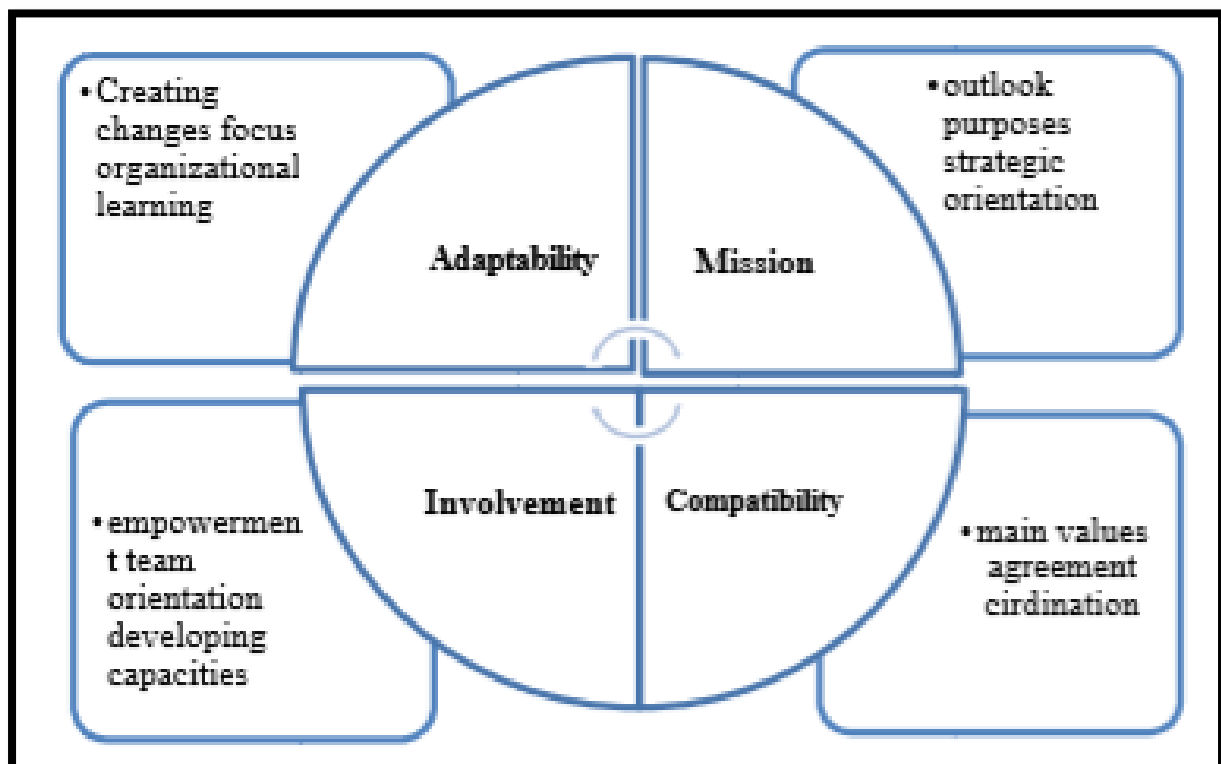 •Creating
changes focus
organizational
learning
•outlook
purposes
strategic
orientation
Adaptability
Mission
Involvement
Compatibility
•empowermen
t team
orientation
developing
capacities
•main values
agreement
cirdination